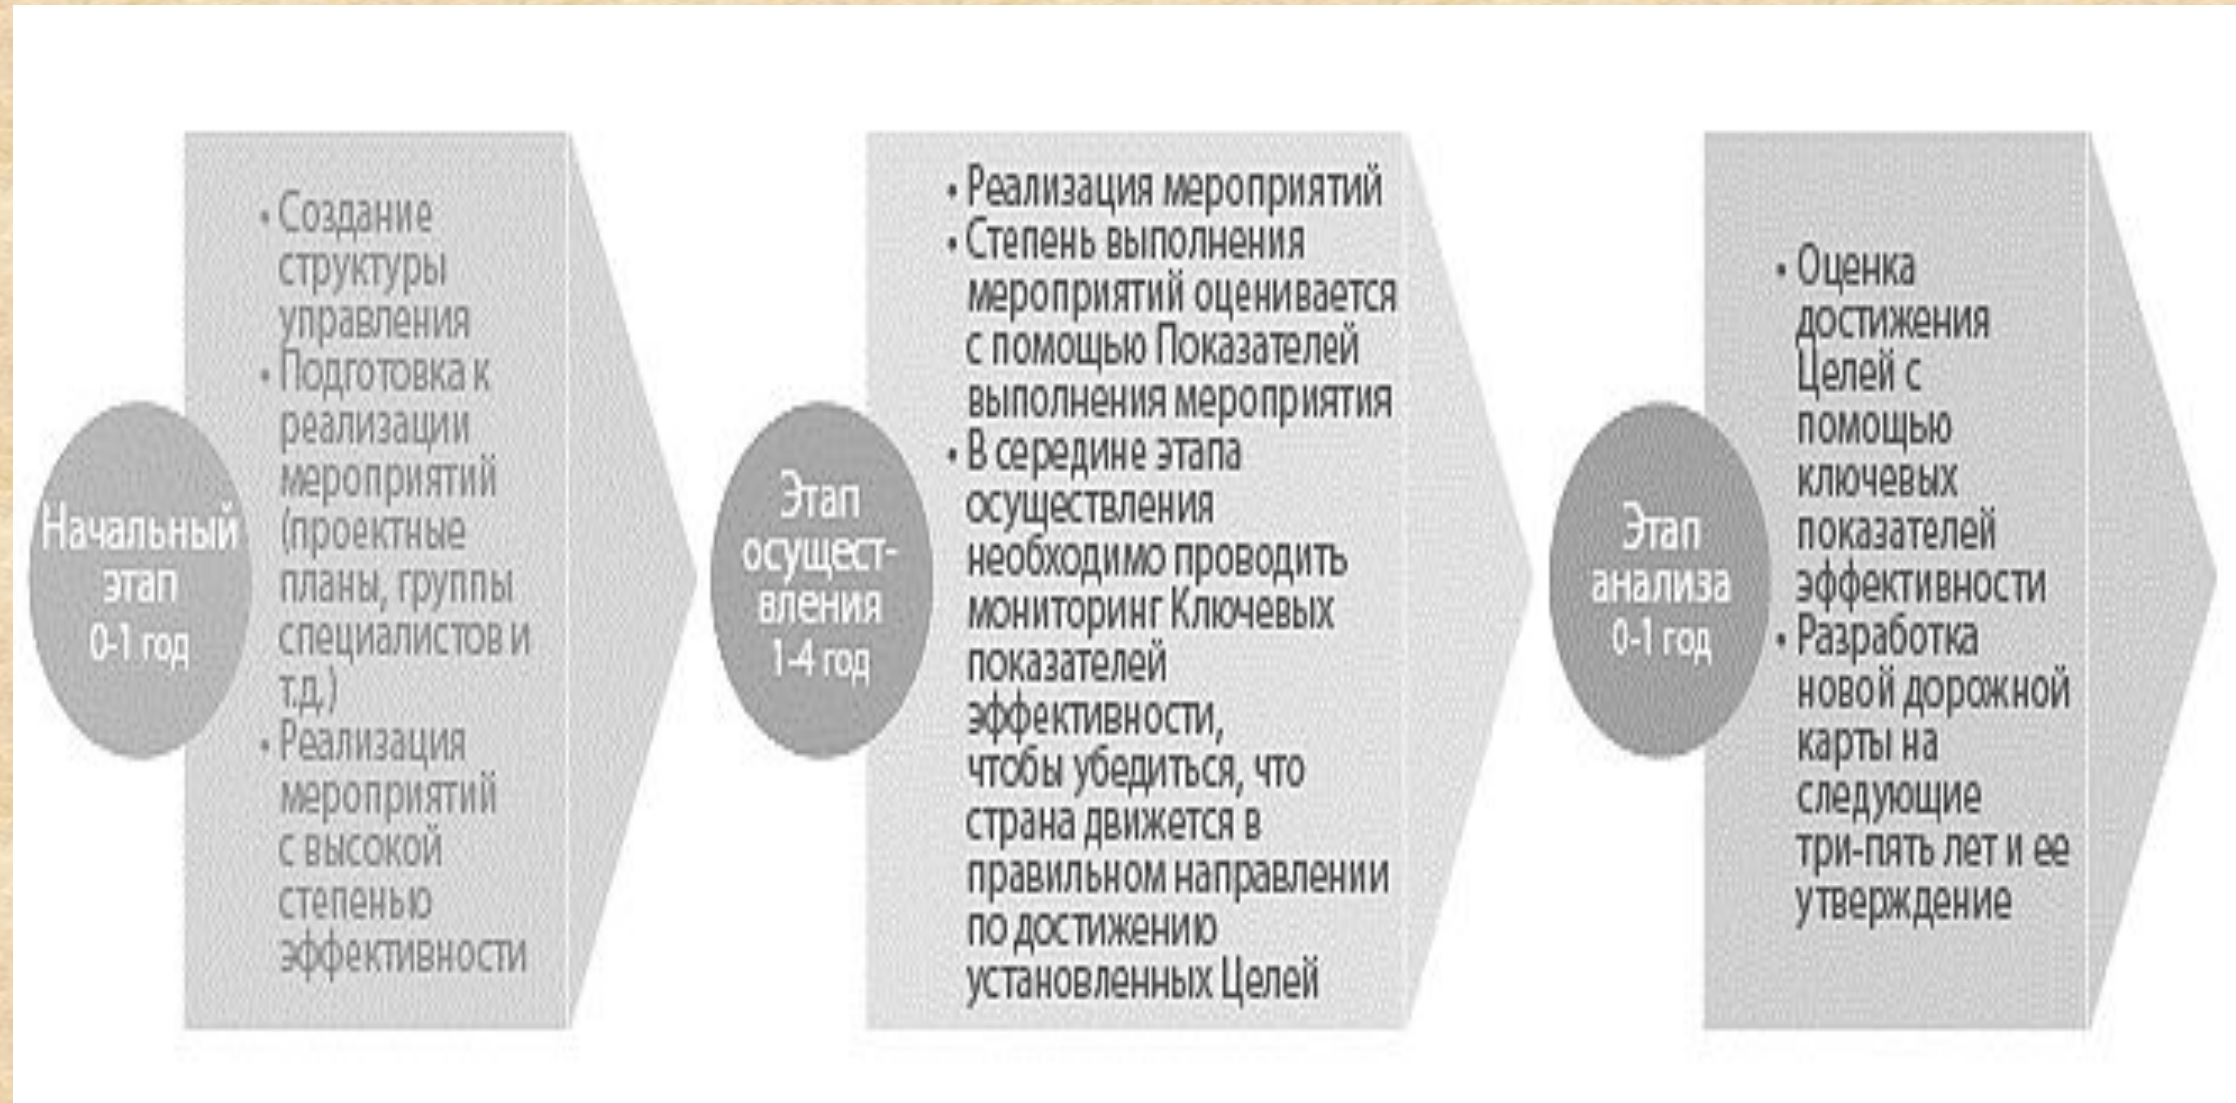 Начальный
этап
0-1 год
• Создание
структуры
управления
• Подготовка к
реализации
мероприятий
(проектные
планы, группы
специалистов и
т.д.)
• Реализация
мероприятий
с высокой
степенью
эффективности
Этап
осущест-
вления
1-4 год
• Реализация мероприятий
• Степень выполнения
мероприятий оценивается
с помощью Показателей
выполнения мероприятия
• В середине этапа
осуществления
необходимо проводить
мониторинг Ключевых
показателей
эффективности,
чтобы убедиться, что
страна движется в
правильном направлении
по достижению
установленных Целей
Этап
анализа
0-1 год
• Оценка
достижения
Целей с
помощью
ключевых
показателей
эффективности
• Разработка
новой дорожной
карты на
следующие
три-пять лет и ее
утверждение